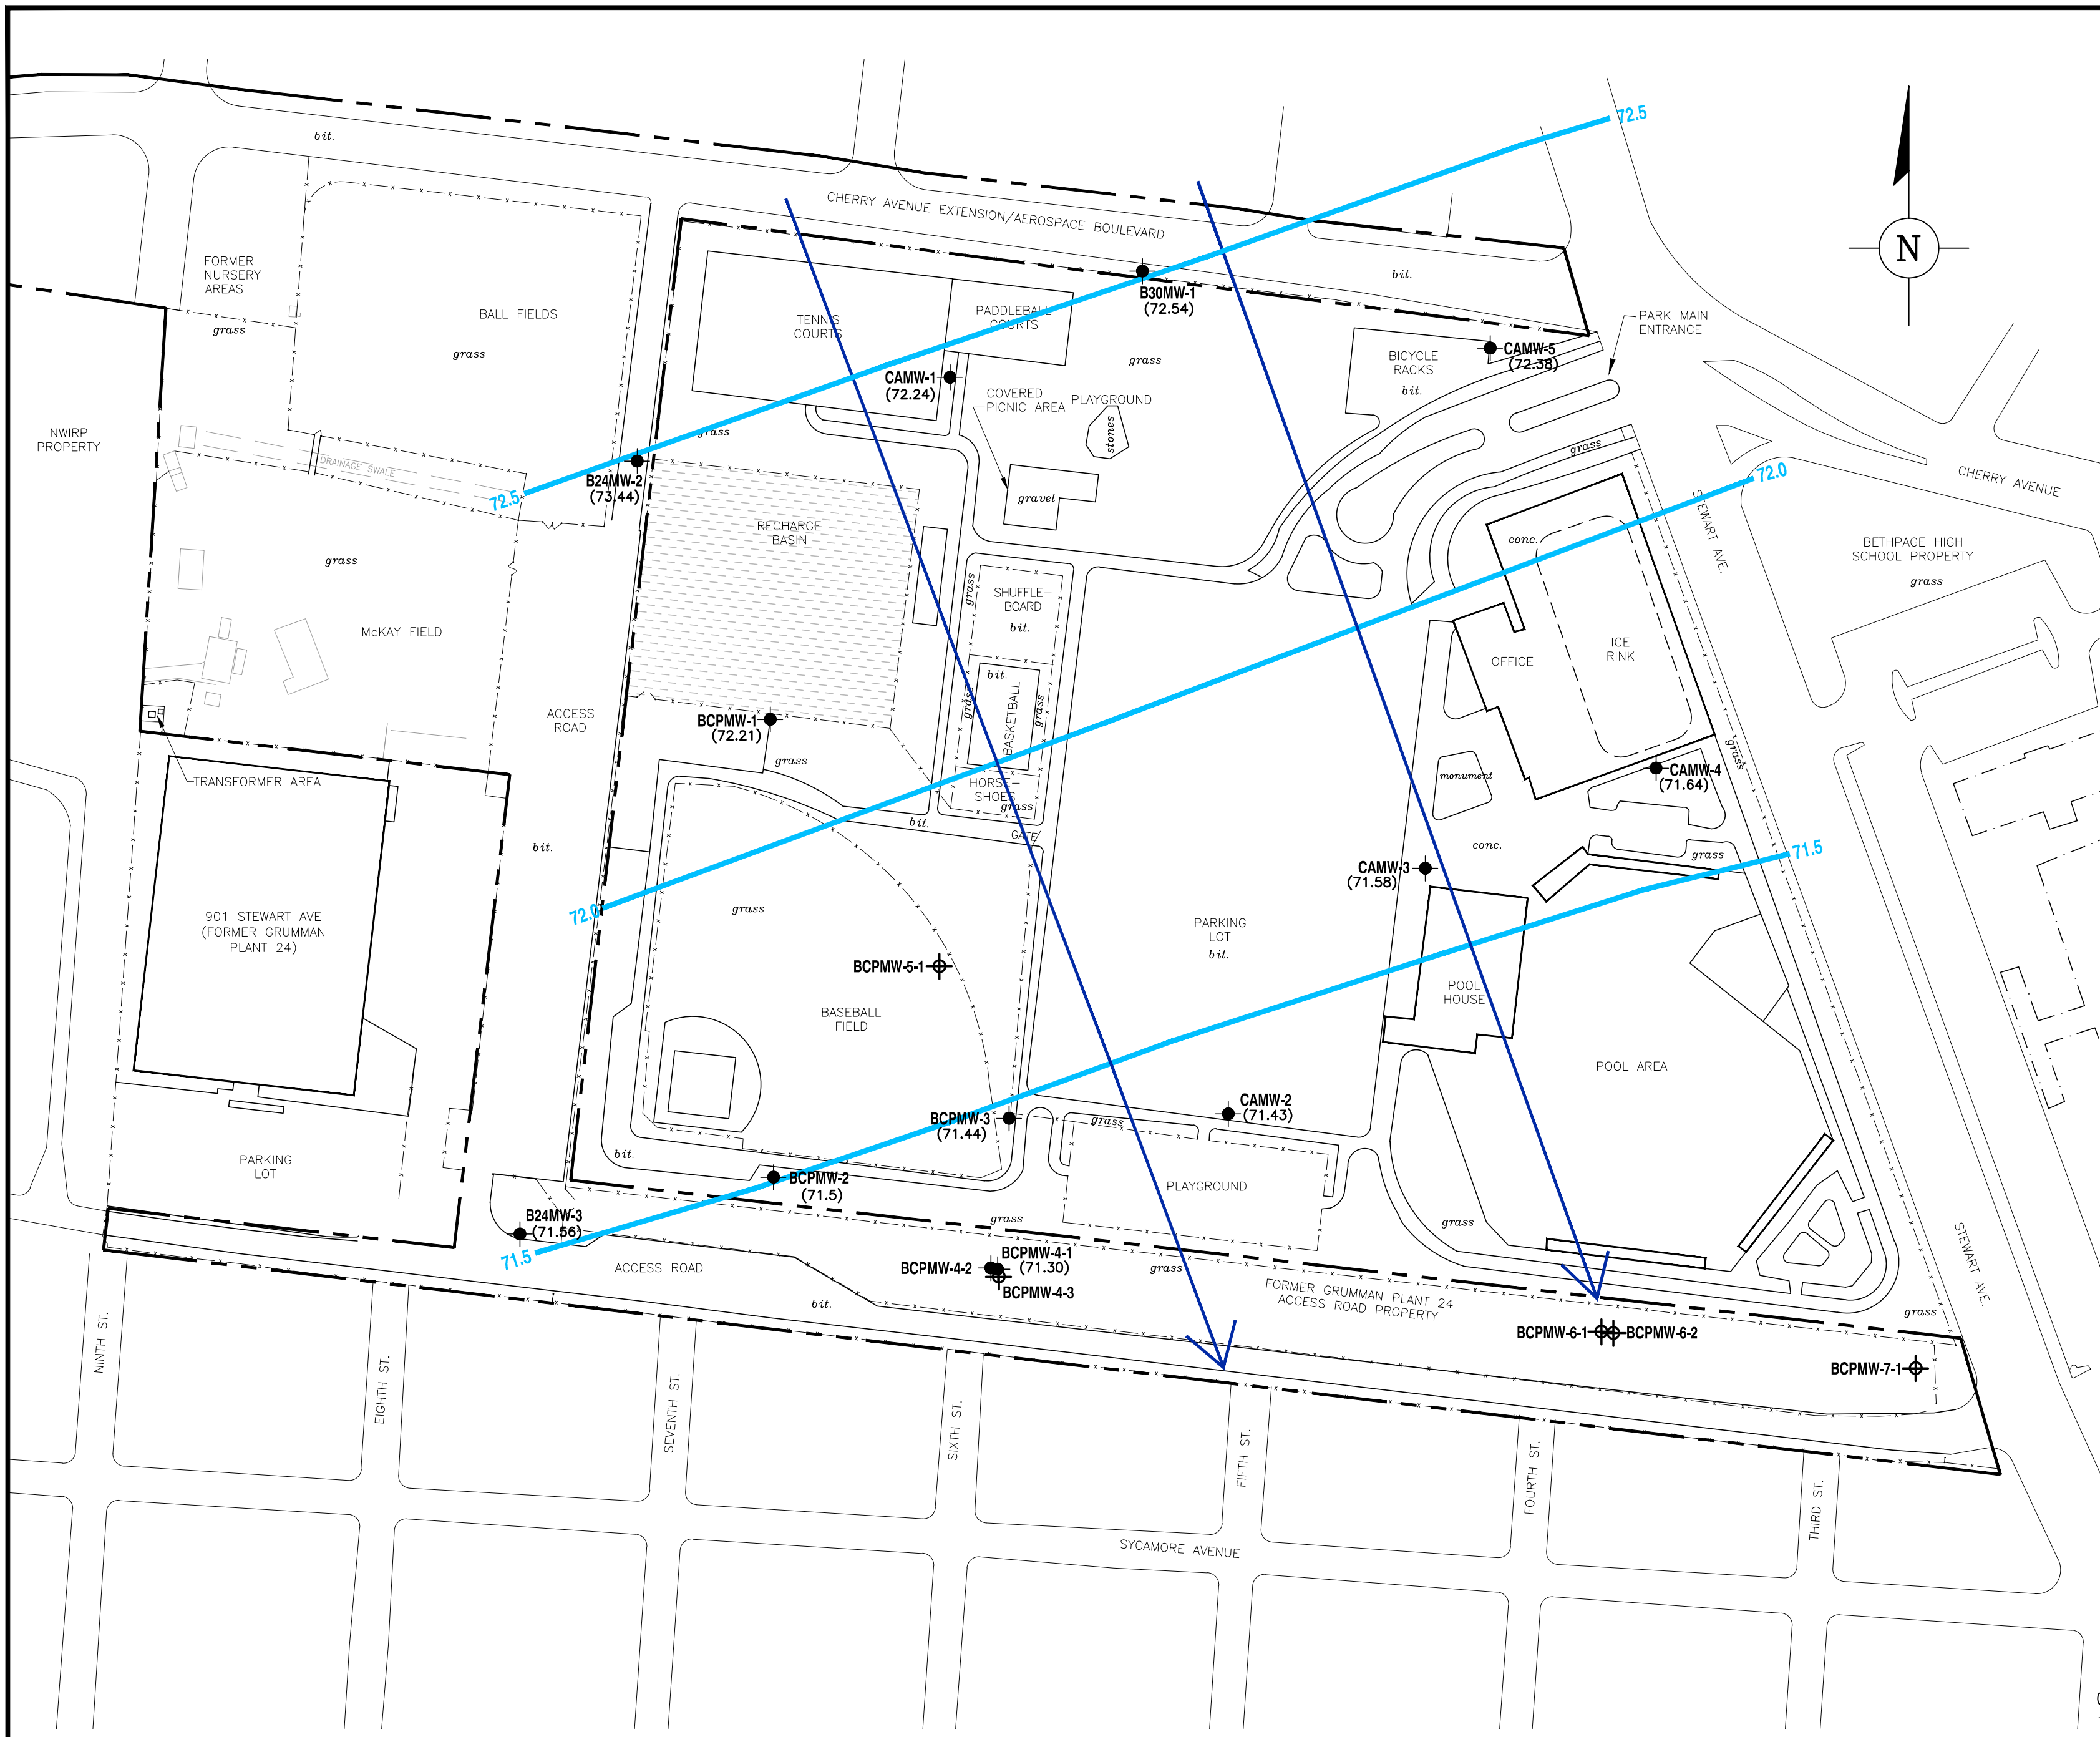 bit.
72.5
CHERRY AVENUE EXTENSION/AEROSPACE BOULEVARD
N
FORMER
NURSERY
AREAS
grass
BALL FIELDS
grass
TENNIS
COURTS
PADDLEBALL
COURTS
B30MW-1
(72.54)
bit.
PARK MAIN
ENTRANCE
grass
BICYCLE
RACKS
bit.
CAMW-5
(72.38)
CAMW-1
(72.24)
COVERED
PICNIC AREA
PLAYGROUND
stones
NWIRP
PROPERTY
grass
DRAINAGE SWALE
72.5
B24MW-2
(73.44)
gravel
grass
72.0
CHERRY AVENUE
STEWART AVE.
RECHARGE
BASIN
conc.
BETHPAGE HIGH
SCHOOL PROPERTY
grass
grass
grass
SHUFFLE-
BOARD
bit.
McKAY FIELD
OFFICE
ICE
RINK
bit.
grass
BASKETBALL
grass
ACCESS
ROAD
BCPMW-1
(72.21)
grass
grass
TRANSFORMER AREA
HORSE-
SHOES
grass
monument
CAMW-4
(71.64)
bit.
GATE
bit.
conc.
grass
71.5
CAMW-3
(71.58)
901 STEWART AVE
(FORMER GRUMMAN
PLANT 24)
72.0
grass
PARKING
LOT
bit.
BCPMW-5-1
BASEBALL
FIELD
POOL
HOUSE
POOL AREA
BCPMW-3
(71.44)
grass
CAMW-2
(71.43)
PARKING
LOT
bit.
BCPMW-2
(71.5)
PLAYGROUND
B24MW-3
(71.56)
grass
grass
71.5
ACCESS ROAD
BCPMW-4-2
BCPMW-4-1
(71.30)
BCPMW-4-3
grass
FORMER GRUMMAN PLANT 24
ACCESS ROAD PROPERTY
bit.
STEWART AVE.
grass
BCPMW-6-1
BCPMW-6-2
BCPMW-7-1
NINTH ST.
EIGHTH ST.
SEVENTH ST.
SIXTH ST.
FIFTH ST.
FOURTH ST.
THIRD ST.
SYCAMORE AVENUE